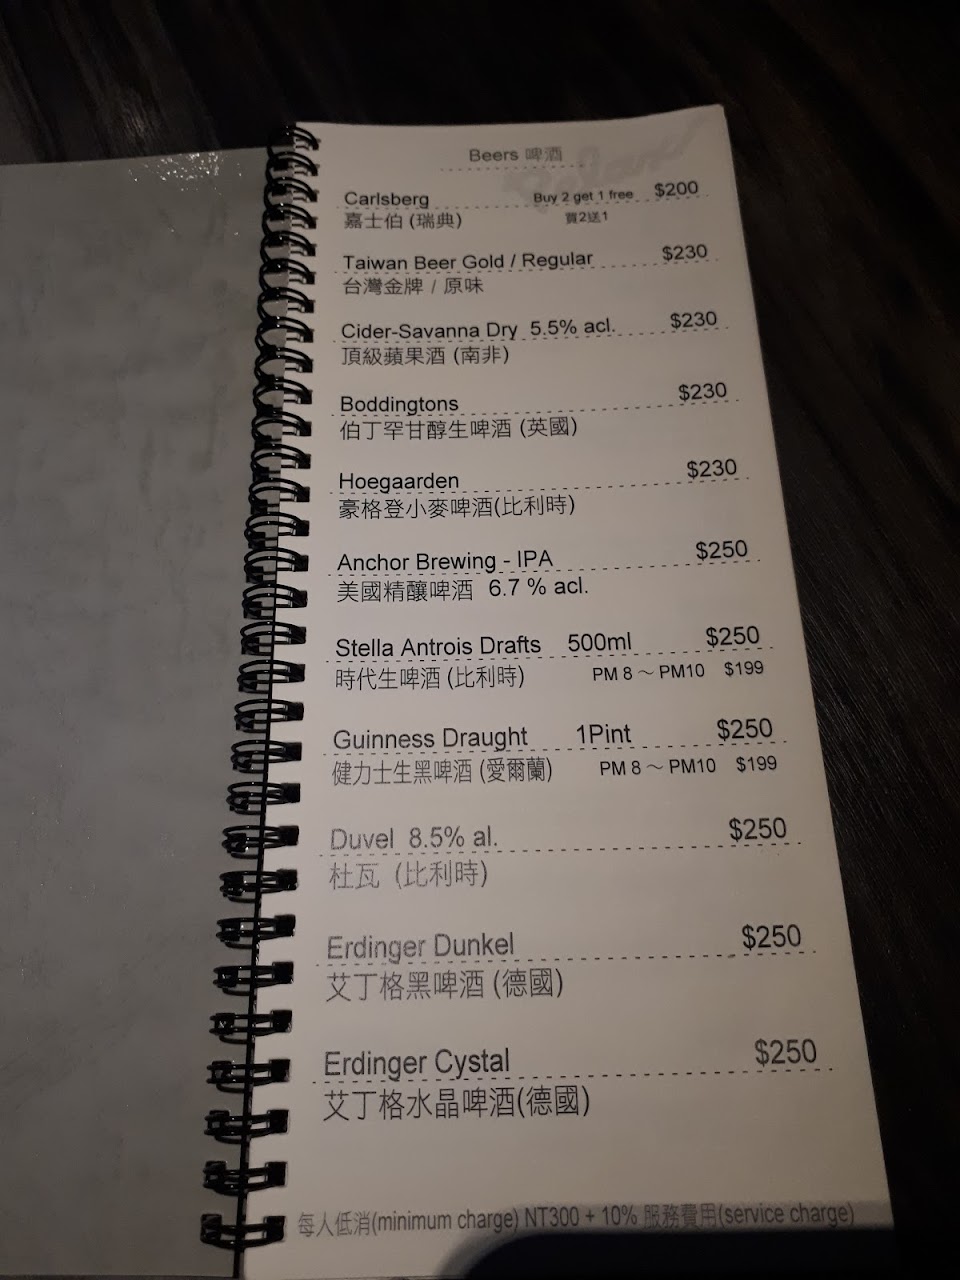 Beers 啤酒
Carlsberg Buy 2 get 1 free $200
嘉士伯 (瑞典) 買2送1
Taiwan Beer Gold / Regular $230
台灣金牌 / 原味
Cider-Savanna Dry 5.5% acl. $230
頂級蘋果酒 (南非)
Boddingtons $230
伯丁罕甘醇生啤酒 (英國)
Hoegaarden $230
豪格登小麥啤酒(比利時)
Anchor Brewing - IPA $250
美國精釀啤酒 6.7 % acl.
Stella Antrois Drafts 500ml $250
時代生啤酒 (比利時) PM 8 ～ PM10 $199
Guinness Draught 1Pint $250
健力士生黑啤酒 (愛爾蘭) PM 8 ～ PM10 $199
Duvel 8.5% al. $250
杜瓦 (比利時)
Erdinger Dunkel $250
艾丁格黑啤酒 (德國)
Erdinger Cystal $250
艾丁格水晶啤酒(德國)
每人低消(minimum charge) NT300 + 10% 服務費用(service charge)